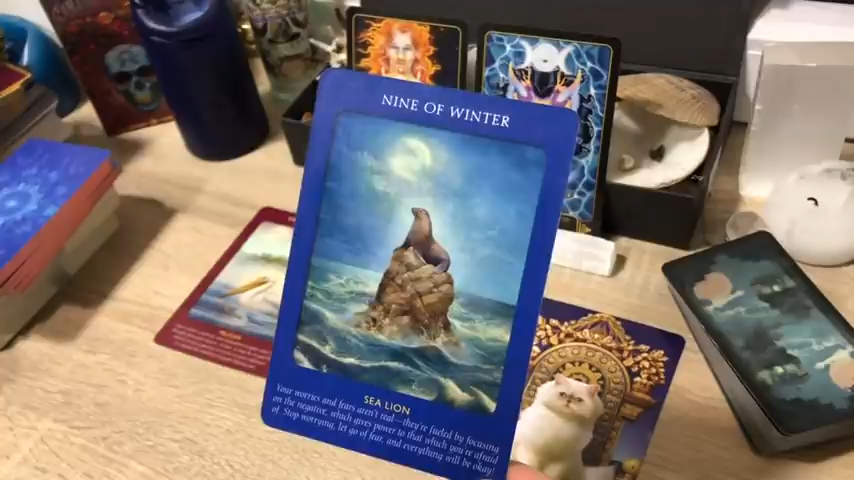 NINE OF WINTER
SEA LION
Your worries and fears aren't real—they're fueled by focusing
on the negative, which gives power to that which you're afraid
of. Stop worrying, let go of fear, and everything will be okay!